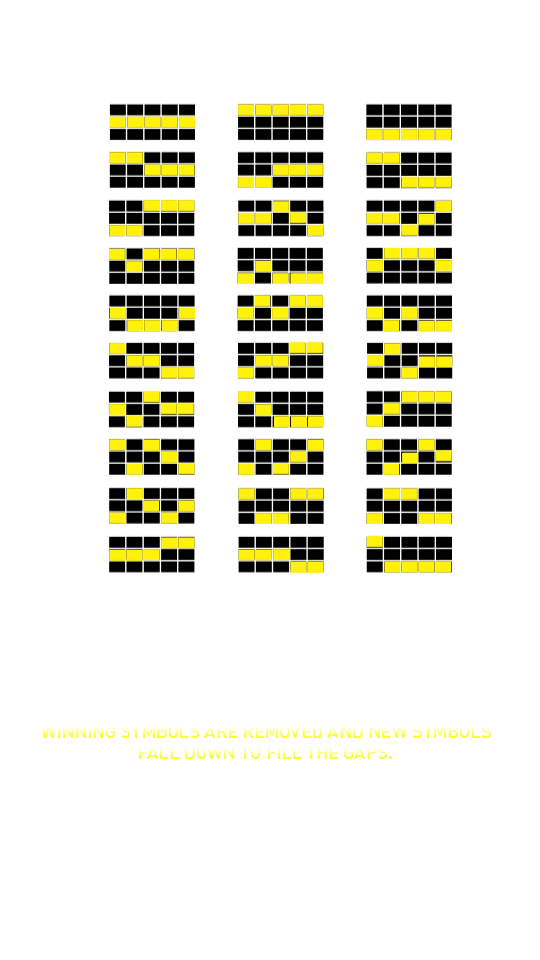 WINNING SYMBOLS ARE REMOVED AND NEW SYMBOLS
FALL DOWN TO FILL THE GAPS.